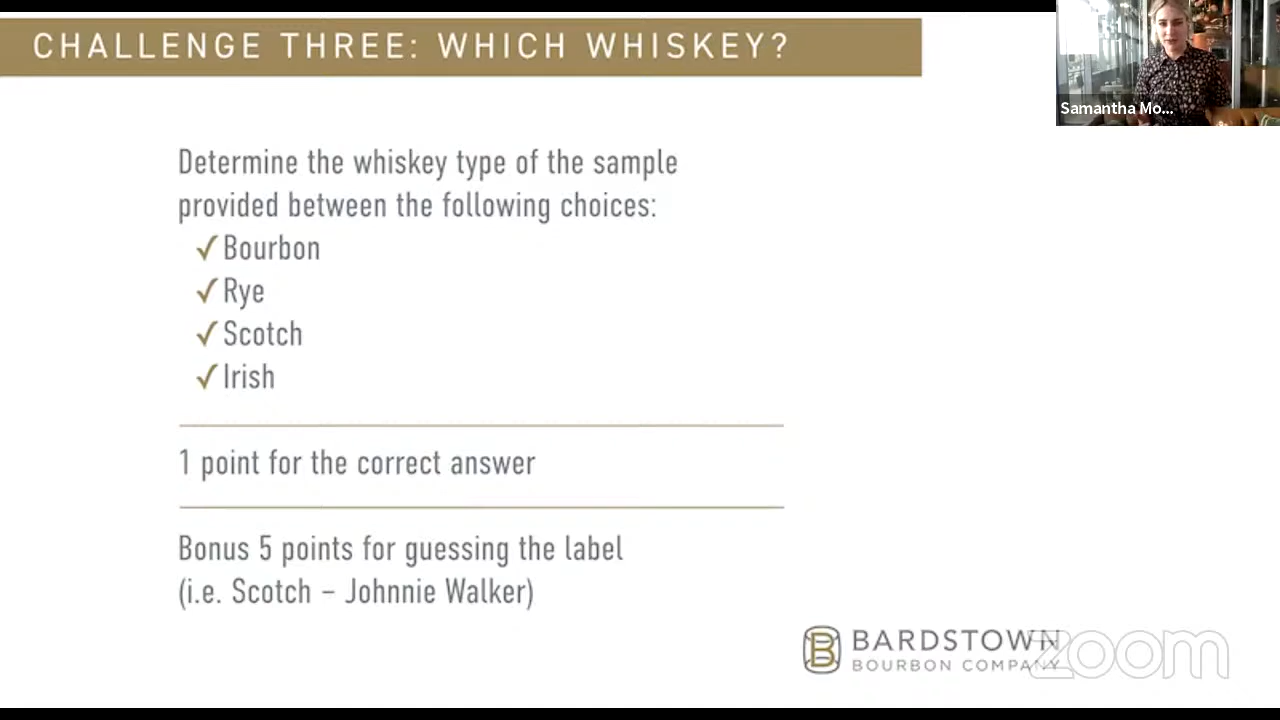 CHALLENGE THREE: WHICH WHISKEY?
Samantha Mo...
Determine the whiskey type of the sample
provided between the following choices:
✓ Bourbon
✓ Rye
✓ Scotch
✓ Irish
1 point for the correct answer
Bonus 5 points for guessing the label
(i.e. Scotch – Johnnie Walker)
B BARDSTOWN
BOURBON COMPANY
zoom